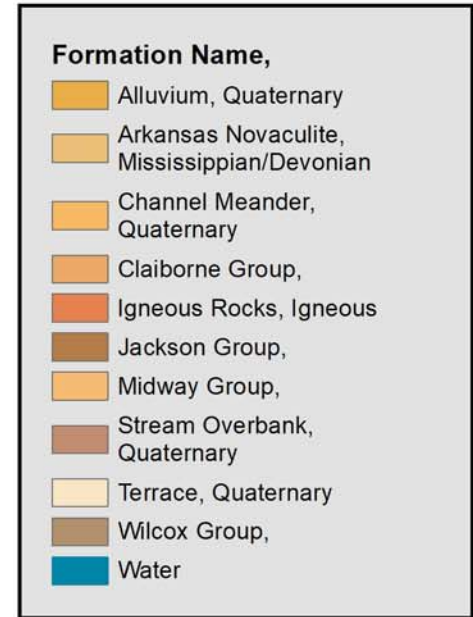 Formation Name,
Alluvium, Quaternary
Arkansas Novaculite,
Mississippian/Devonian
Channel Meander,
Quaternary
Claiborne Group,
Igneous Rocks, Igneous
Jackson Group,
Midway Group,
Stream Overbank,
Quaternary
Terrace, Quaternary
Wilcox Group,
Water